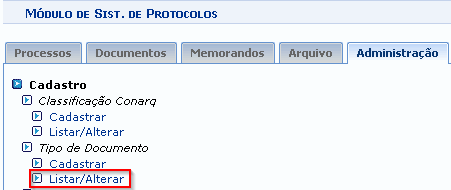 Módulo de Sist. de Protocolos
Processos Documentos Memorandos Arquivo Administração
Cadastro
Classificação Conarq
Cadastrar
Listar/Alterar
Tipo de Documento
Cadastrar
Listar/Alterar